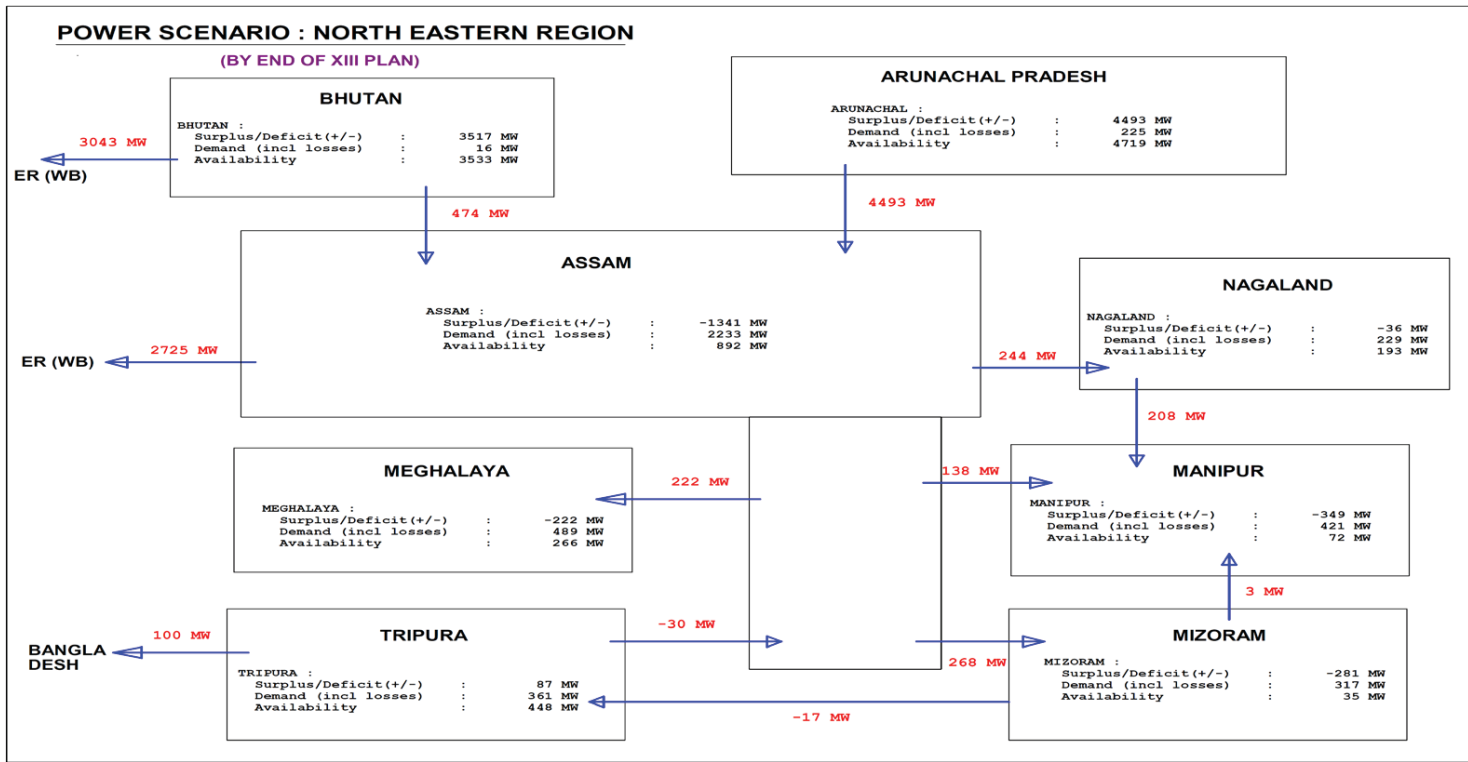 POWER SCENARIO : NORTH EASTERN REGION
(BY END OF XIII PLAN)
BHUTAN
BHUTAN :
Surplus/Deficit(+/-) : 3517 MW
Demand (incl losses) : 16 MW
Availability : 3533 MW
3043 MW
ER (WB)
474 MW
ARUNACHAL PRADESH
ARUNACHAL :
Surplus/Deficit(+/-) : 4493 MW
Demand (incl losses) : 225 MW
Availability : 4719 MW
4493 MW
ASSAM
ASSAM :
Surplus/Deficit(+/-) : -1341 MW
Demand (incl losses) : 2233 MW
Availability : 892 MW
2725 MW
ER (WB)
244 MW
NAGALAND
NAGALAND :
Surplus/Deficit(+/-) : -36 MW
Demand (incl losses) : 229 MW
Availability : 193 MW
208 MW
MEGHALAYA
MEGHALAYA :
Surplus/Deficit(+/-) : -222 MW
Demand (incl losses) : 489 MW
Availability : 266 MW
222 MW
138 MW
MANIPUR
MANIPUR :
Surplus/Deficit(+/-) : -349 MW
Demand (incl losses) : 421 MW
Availability : 72 MW
3 MW
TRIPURA
TRIPURA :
Surplus/Deficit(+/-) : 87 MW
Demand (incl losses) : 361 MW
Availability : 448 MW
100 MW
BANGLA
DESH
-30 MW
268 MW
-17 MW
MIZORAM
MIZORAM :
Surplus/Deficit(+/-) : -281 MW
Demand (incl losses) : 317 MW
Availability : 35 MW